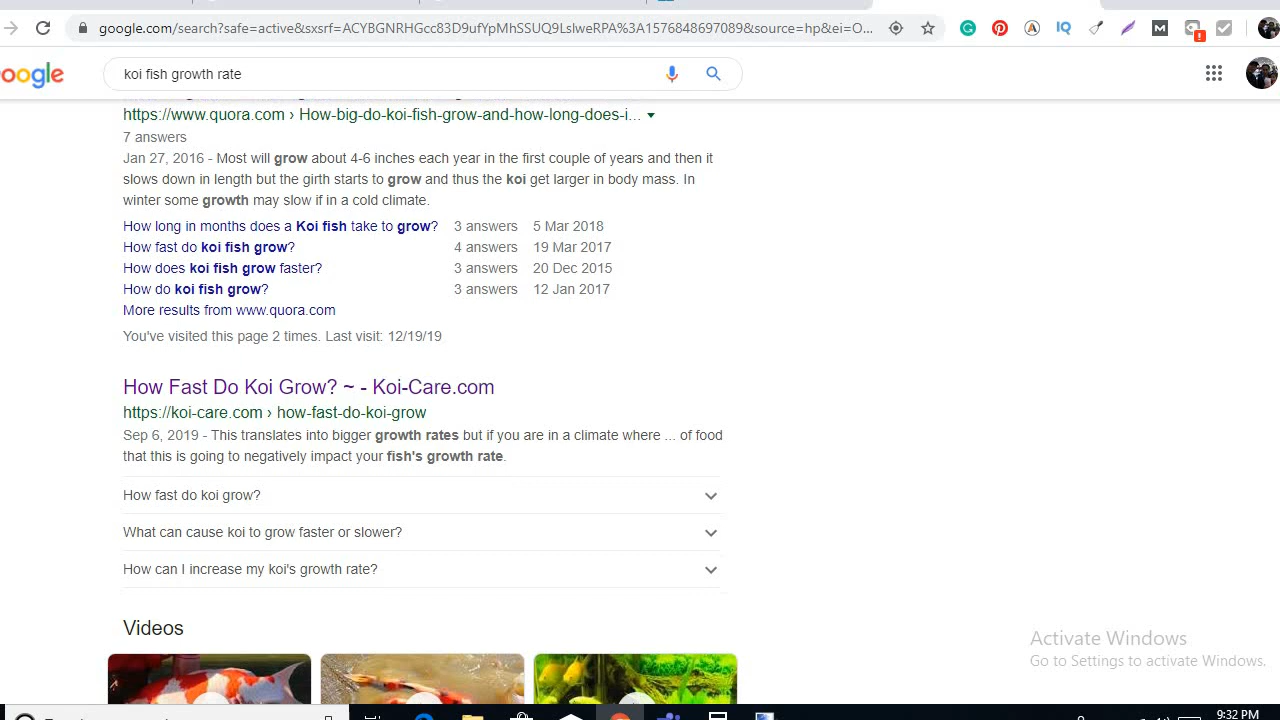 google.com/search?safe=active&sxsrf=ACYBGNRHGcc83D9ufYpMhSSUQ9LslweRPA%3A1576848697089&source=hp&ei=O...
oogle
koi fish growth rate
https://www.quora.com › How-big-do-koi-fish-grow-and-how-long-does-i...
7 answers
Jan 27, 2016 - Most will grow about 4-6 inches each year in the first couple of years and then it
slows down in length but the girth starts to grow and thus the koi get larger in body mass. In
winter some growth may slow if in a cold climate.
How long in months does a Koi fish take to grow? 3 answers 5 Mar 2018
How fast do koi fish grow? 4 answers 19 Mar 2017
How does koi fish grow faster? 3 answers 20 Dec 2015
How do koi fish grow? 3 answers 12 Jan 2017
More results from www.quora.com
You've visited this page 2 times. Last visit: 12/19/19
How Fast Do Koi Grow? ~ - Koi-Care.com
https://koi-care.com › how-fast-do-koi-grow
Sep 6, 2019 - This translates into bigger growth rates but if you are in a climate where ... of food
that this is going to negatively impact your fish's growth rate.
How fast do koi grow?
What can cause koi to grow faster or slower?
How can I increase my koi's growth rate?
Videos
Activate Windows
Go to Settings to activate Windows.
9:32 PM